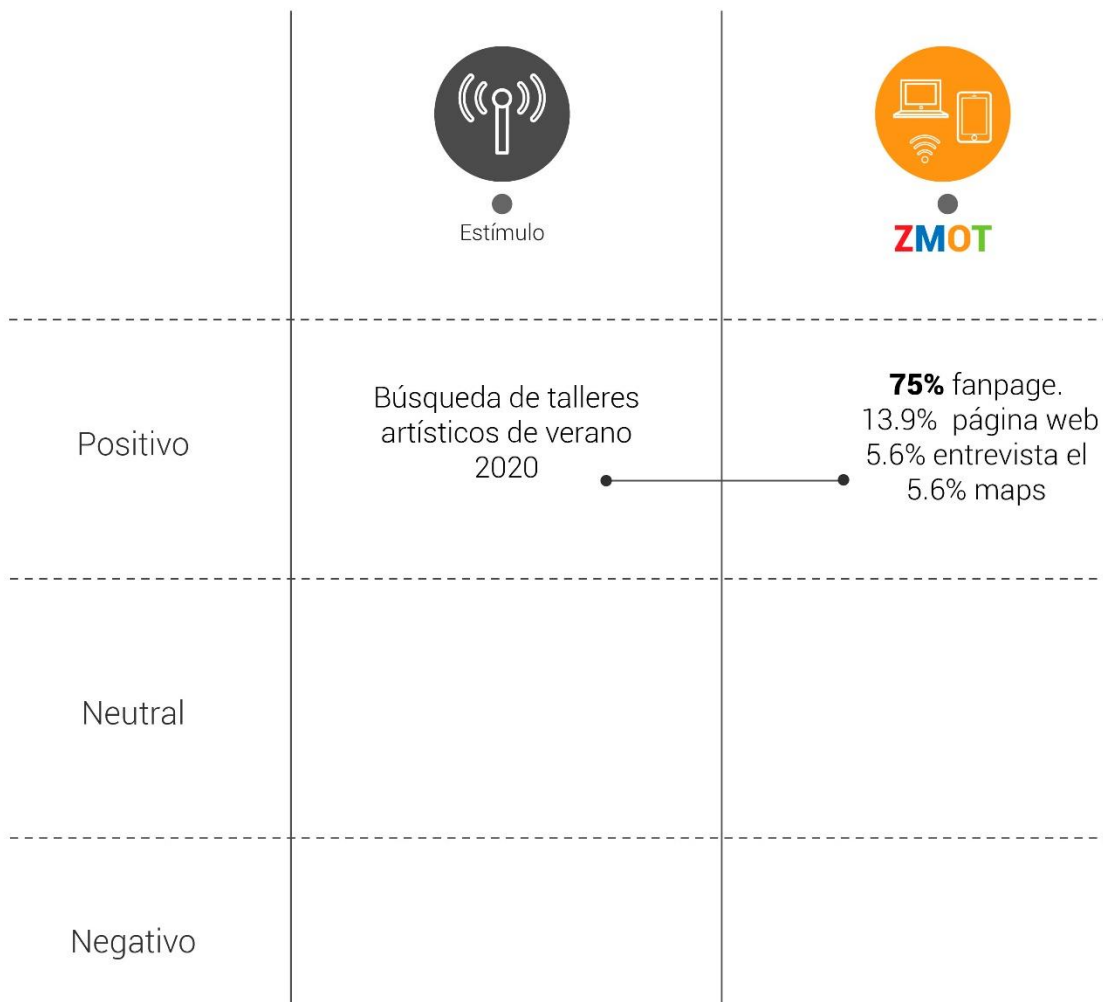 Estímulo
ZMOT
Positivo
Búsqueda de talleres
artísticos de verano
2020
75% fanpage.
13.9% página web
5.6% entrevista el
5.6% maps
Neutral
Negativo